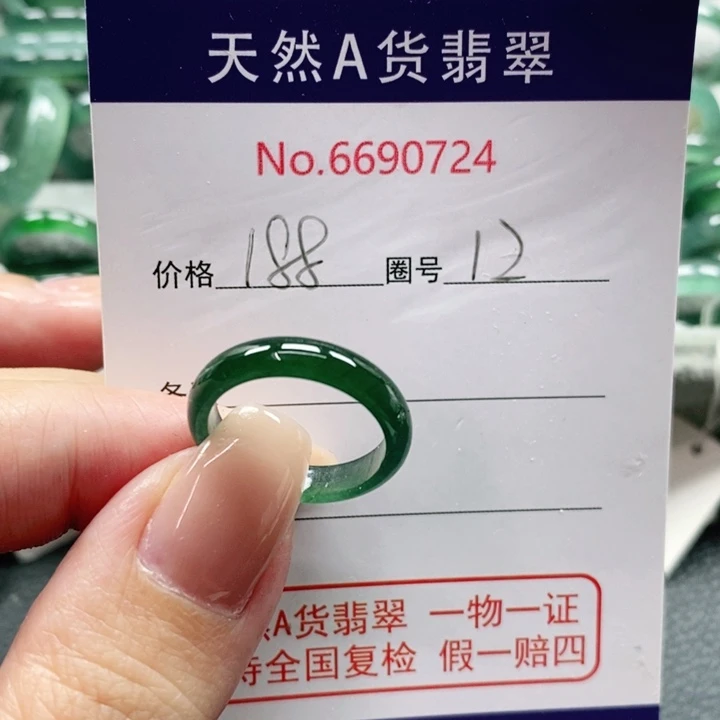 天然A货翡翠
No.6690724
价格 188 圈号 12
A货翡翠 一物一证
全国复检 假一赔四